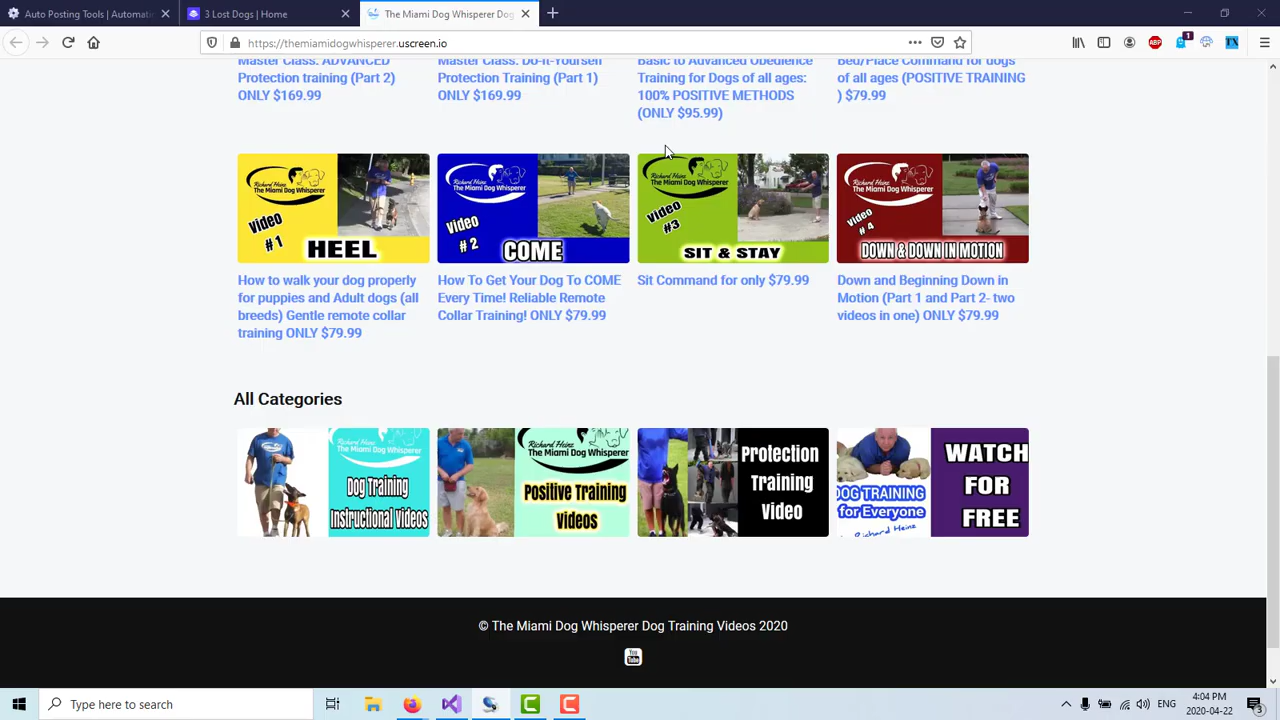 Auto Posting Tools | Automate
3 Lost Dogs | Home
The Miami Dog Whisperer Dog
https://themiamidogwhisperer.uscreen.io
ABP
1
TX
Master Class: ADVANCED
Protection training (Part 2)
ONLY $169.99
Master Class: Do-It-Yourself
Protection Training (Part 1)
ONLY $169.99
Basic to Advanced Obedience
Training for Dogs of all ages:
100% POSITIVE METHODS
(ONLY $95.99)
Bed/Place Command for dogs
of all ages (POSITIVE TRAINING
) $79.99
Richard Heinz
The Miami Dog Whisperer
Video
# 1
HEEL
Richard Heinz
The Miami Dog Whisperer
Video
# 2
COME
Richard Heinz
The Miami Dog Whisperer
Video
#3
SIT & STAY
Richard Heinz
The Miami Dog Whisperer
Video
# 4
DOWN & DOWN IN MOTION
How to walk your dog properly
for puppies and Adult dogs (all
breeds) Gentle remote collar
training ONLY $79.99
How To Get Your Dog To COME
Every Time! Reliable Remote
Collar Training! ONLY $79.99
Sit Command for only $79.99
Down and Beginning Down in
Motion (Part 1 and Part 2- two
videos in one) ONLY $79.99
All Categories
Richard Heinz
The Miami Dog Whisperer
Dog Training
Instructional Videos
Richard Heinz
The Miami Dog Whisperer
Positive Training
Videos
Protection
Training
Video
DOG TRAINING
for Everyone
Richard Heinz
WATCH
FOR
FREE
© The Miami Dog Whisperer Dog Training Videos 2020
You
Tube
Type here to search
ENG
4:04 PM
2020-04-22
3